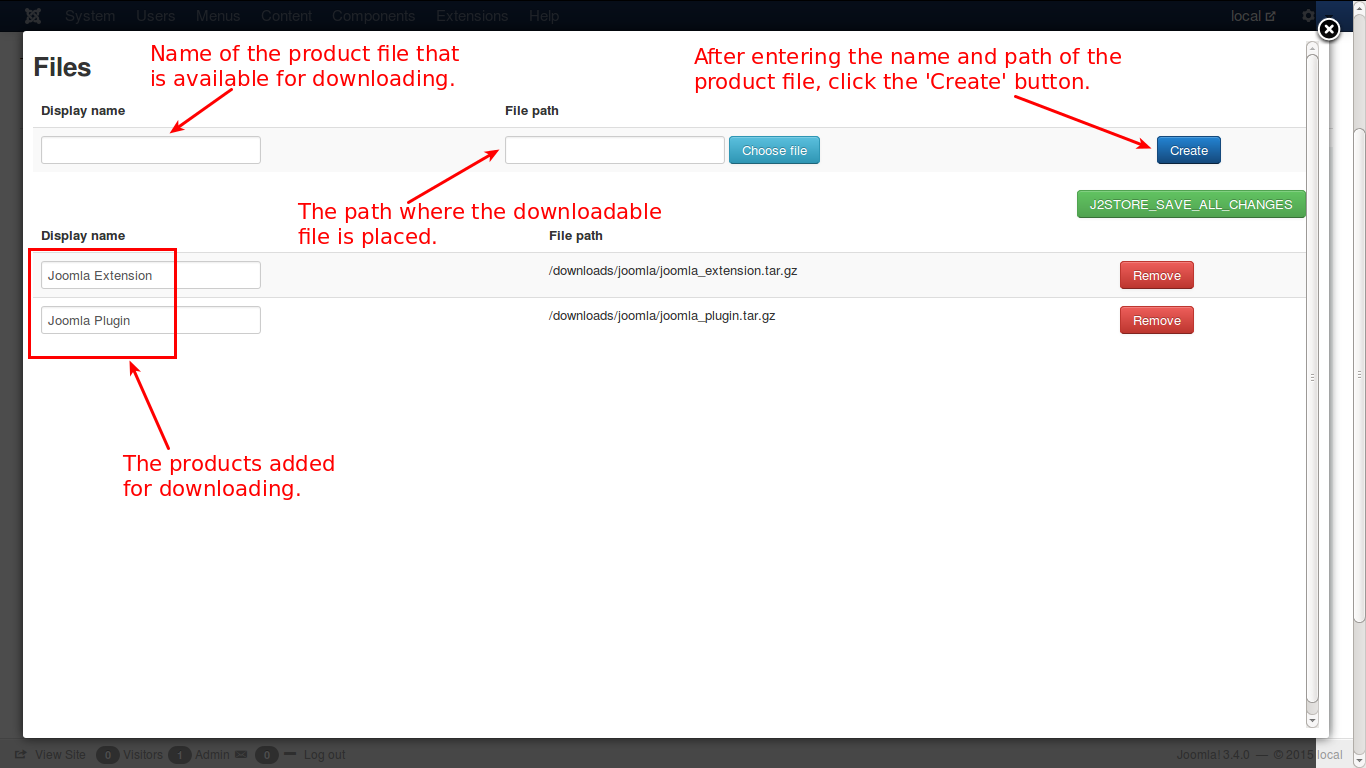 System Users Menus Content Components Extensions Help local
Name of the product file that
is available for downloading.
After entering the name and path of the
product file, click the 'Create' button.
Files
Display name File path
Choose file Create
The path where the downloadable
file is placed.
J2STORE_SAVE_ALL_CHANGES
Display name File path
Joomla Extension /downloads/joomla/joomla_extension.tar.gz Remove
Joomla Plugin /downloads/joomla/joomla_plugin.tar.gz Remove
The products added
for downloading.
View Site 0 Visitors 1 Admin 0 Log out Joomla! 3.4.0 — © 2015 local